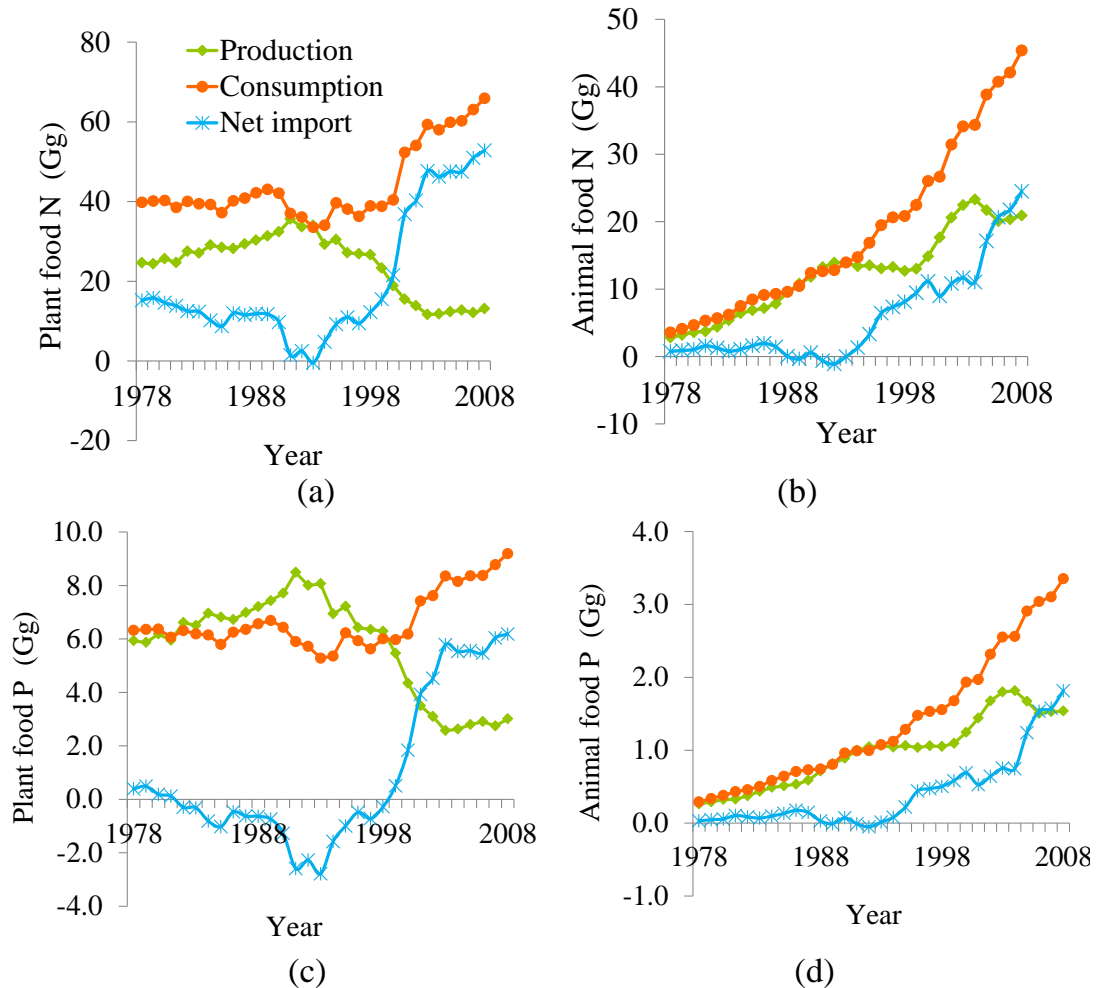 Plant food N (Gg)
80
60
40
20
0
-20
Production
Consumption
Net import
1978
1988
1998
2008
Year
(a)
Animal food N (Gg)
50
40
30
20
10
0
-10
1978
1988
1998
2008
Year
(b)
Plant food P (Gg)
10.0
8.0
6.0
4.0
2.0
0.0
-2.0
-4.0
1978
1988
1998
2008
Year
(c)
Animal food P (Gg)
4.0
3.0
2.0
1.0
0.0
-1.0
1978
1988
1998
2008
Year
(d)